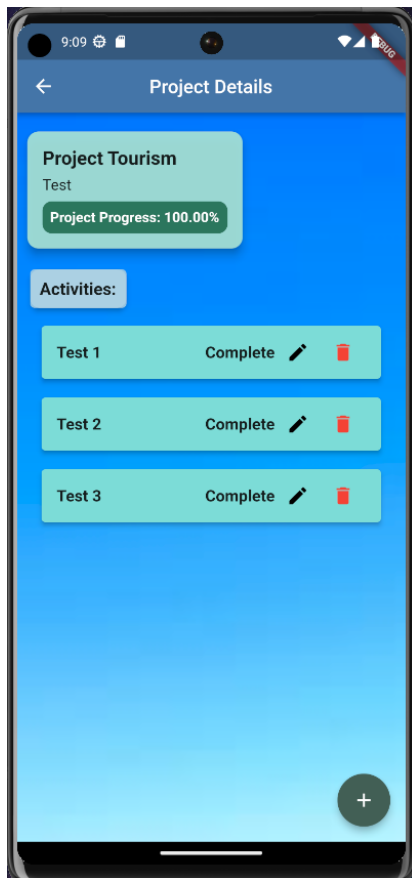 9:09
DEBUG
Project Details
Project Tourism
Test
Project Progress: 100.00%
Activities:
Test 1 Complete
Test 2 Complete
Test 3 Complete
+